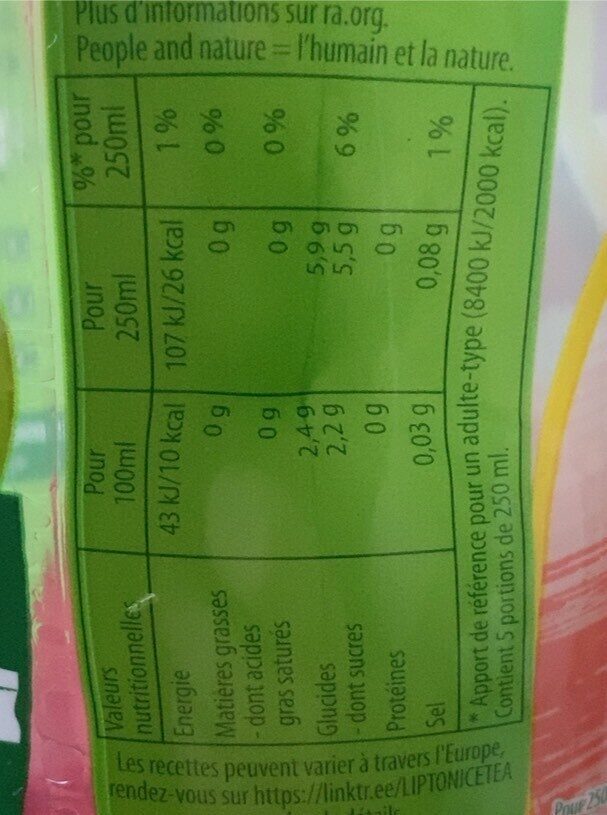 Plus d'informations sur ra.org.
People and nature = l'humain et la nature.
Valeurs nutritionnelles Pour 100ml Pour 250ml %* pour 250ml
Energie 43 kJ/10 kcal 107 kJ/26 kcal 1 %
Matières grasses 0 g 0 g 0 %
- dont acides gras saturés 0 g 0 g 0 %
Glucides 2,4 g 5,9 g
- dont sucres 2,2 g 5,5 g 6 %
Protéines 0 g 0 g
Sel 0,03 g 0,08 g 1 %
* Apport de référence pour un adulte-type (8400 kJ/2000 kcal).
Contient 5 portions de 250 ml.
Les recettes peuvent varier à travers l'Europe,
rendez-vous sur https://linktr.ee/LIPTONICETEA
Pour 250